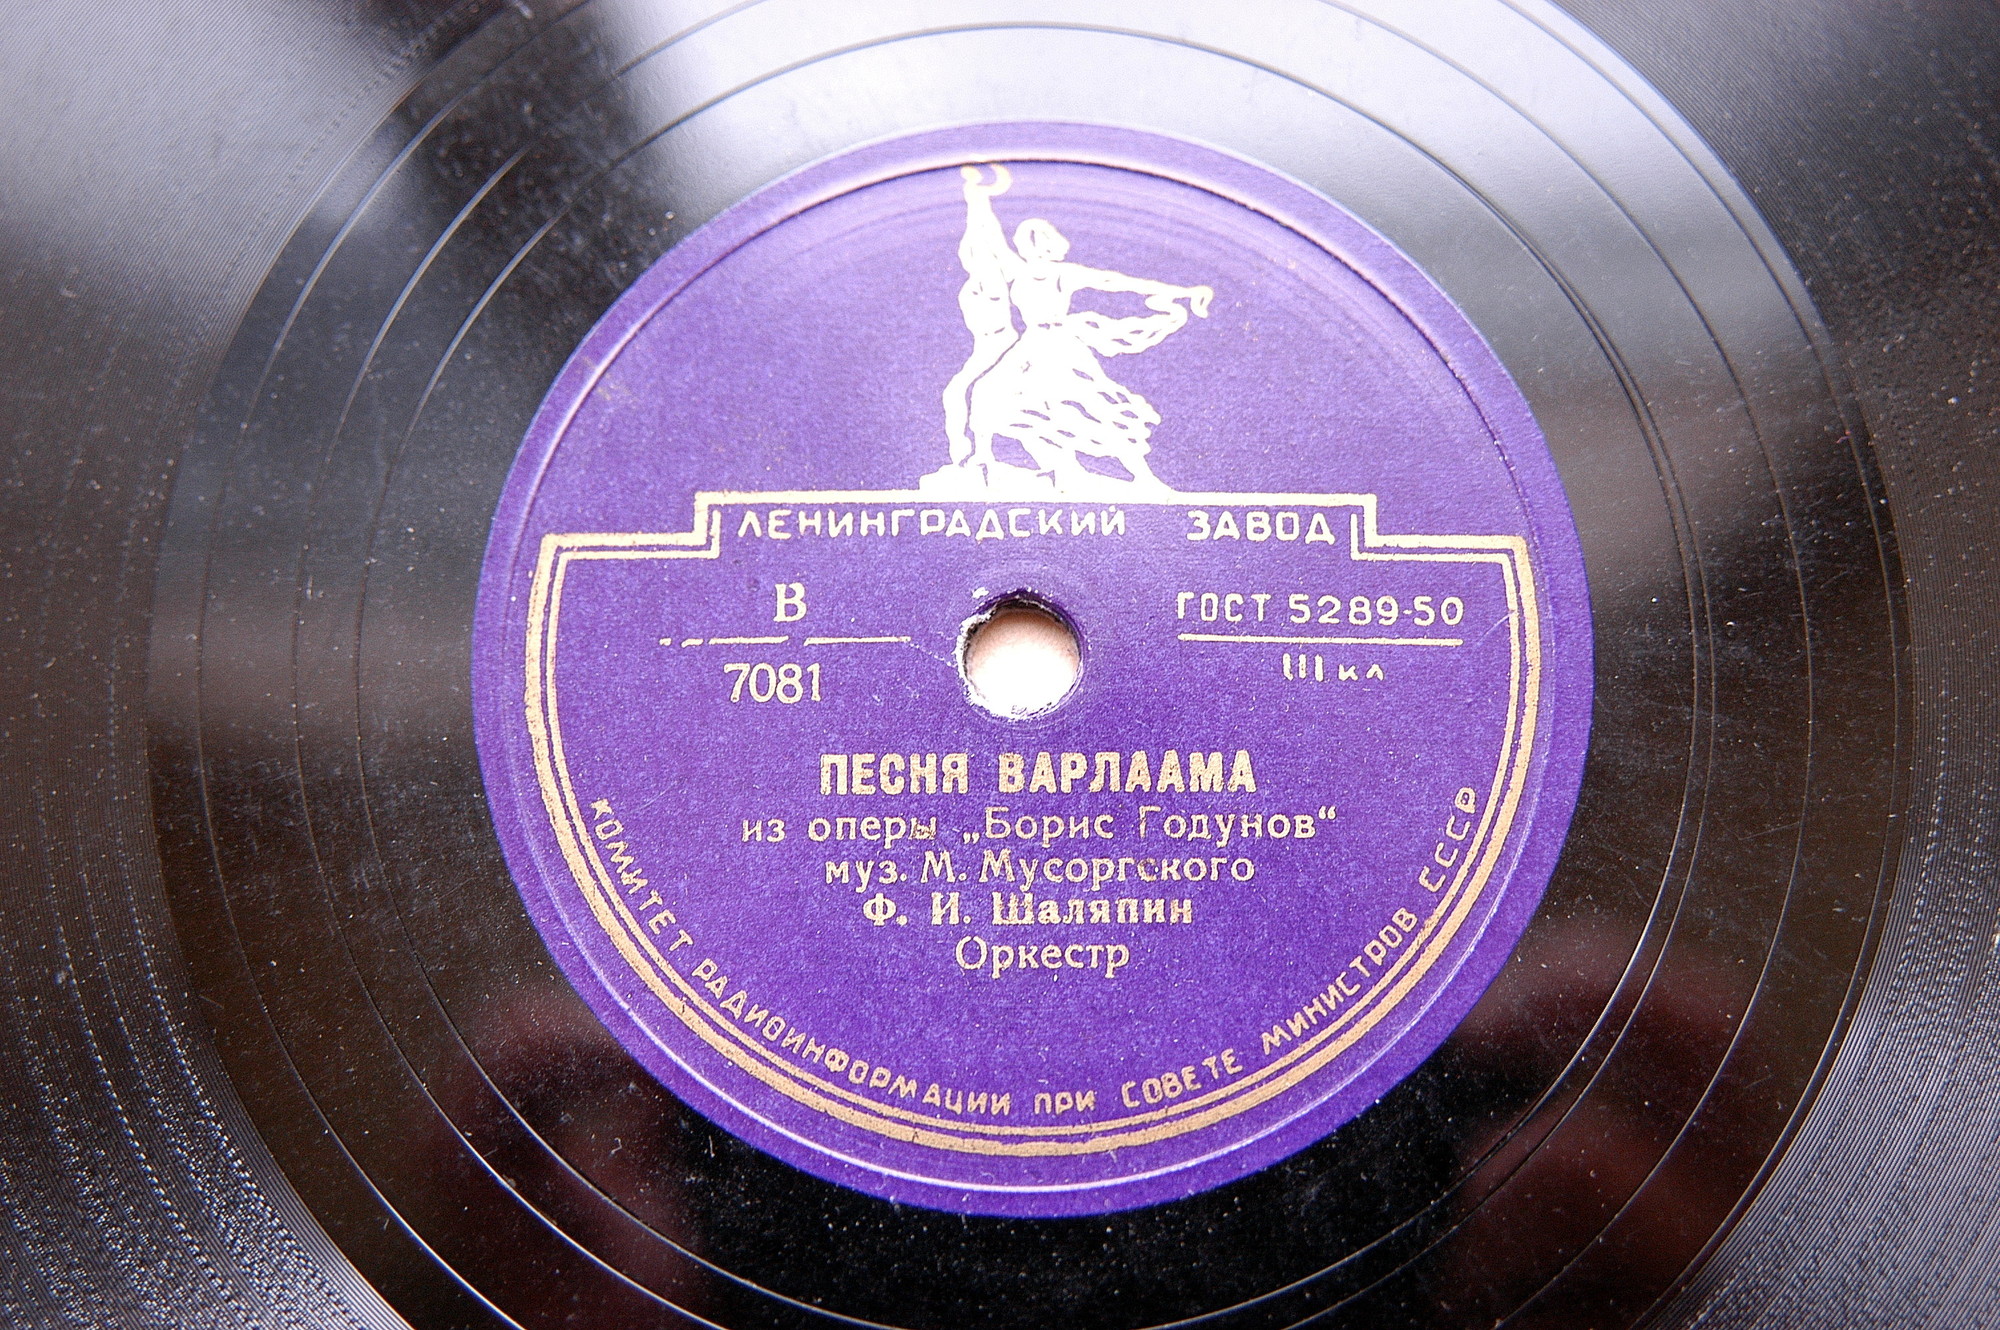 ЛЕНИНГРАДСКИЙ ЗАВОД
В
7081
ГОСТ 5289-50
III кл
ПЕСНЯ ВАРЛААМА
из оперы „Борис Годунов“
муз. М. Мусоргского
Ф. И. Шаляпин
Оркестр
КОМИТЕТ РАДИОИНФОРМАЦИИ ПРИ СОВЕТЕ МИНИСТРОВ СССР